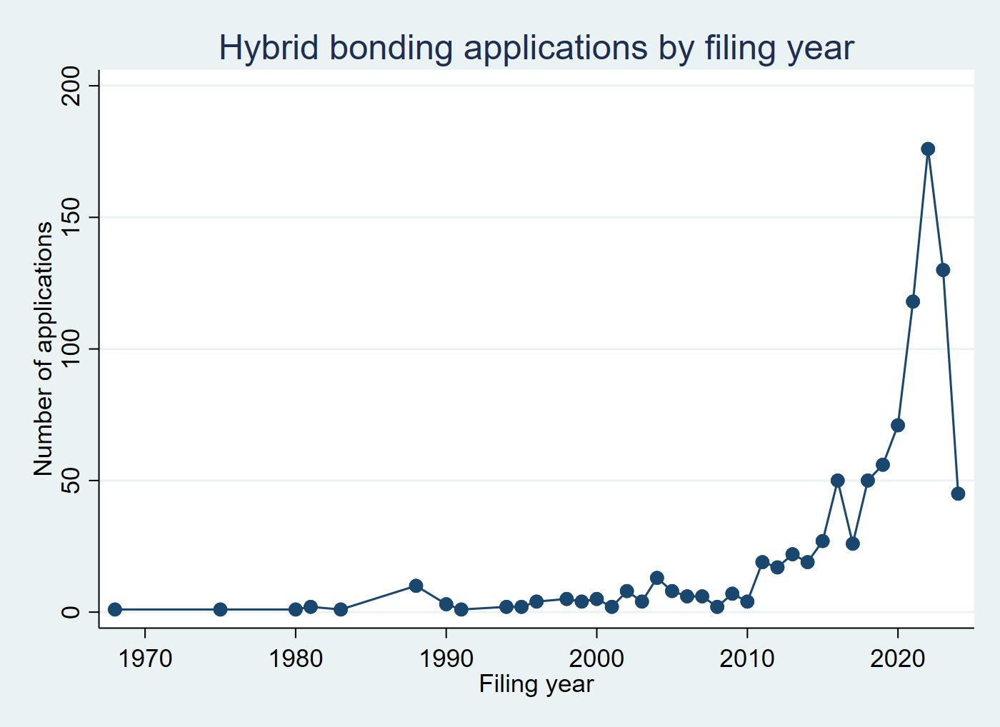 Hybrid bonding applications by filing year
Number of applications
200
150
100
50
0
1970 1980 1990 2000 2010 2020
Filing year